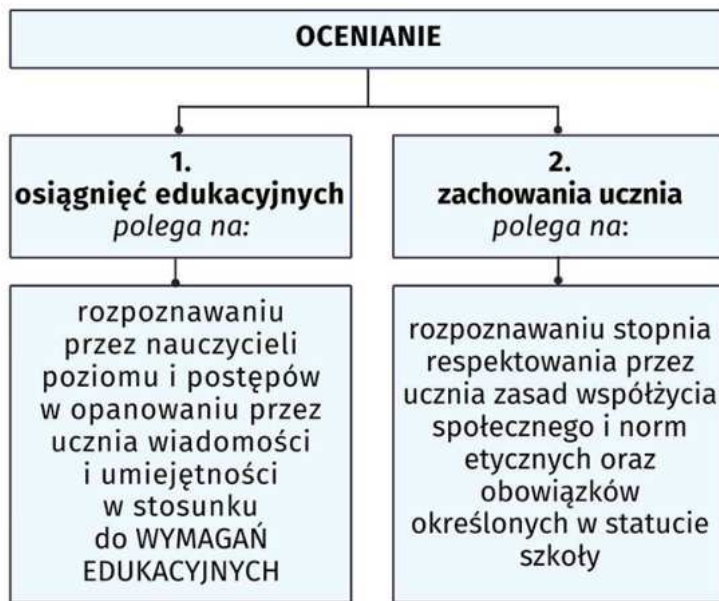 OCENIANIE
1.
osiągnięć edukacyjnych
polega na:
rozpoznawaniu
przez nauczycieli
poziomu i postępów
w opanowaniu przez
ucznia wiadomości
i umiejętności
w stosunku
do WYMAGAŃ
EDUKACYJNYCH
2.
zachowania ucznia
polega na:
rozpoznawaniu stopnia
respektowania przez
ucznia zasad współżycia
społecznego i norm
etycznych oraz
obowiązków
określonych w statucie
szkoły